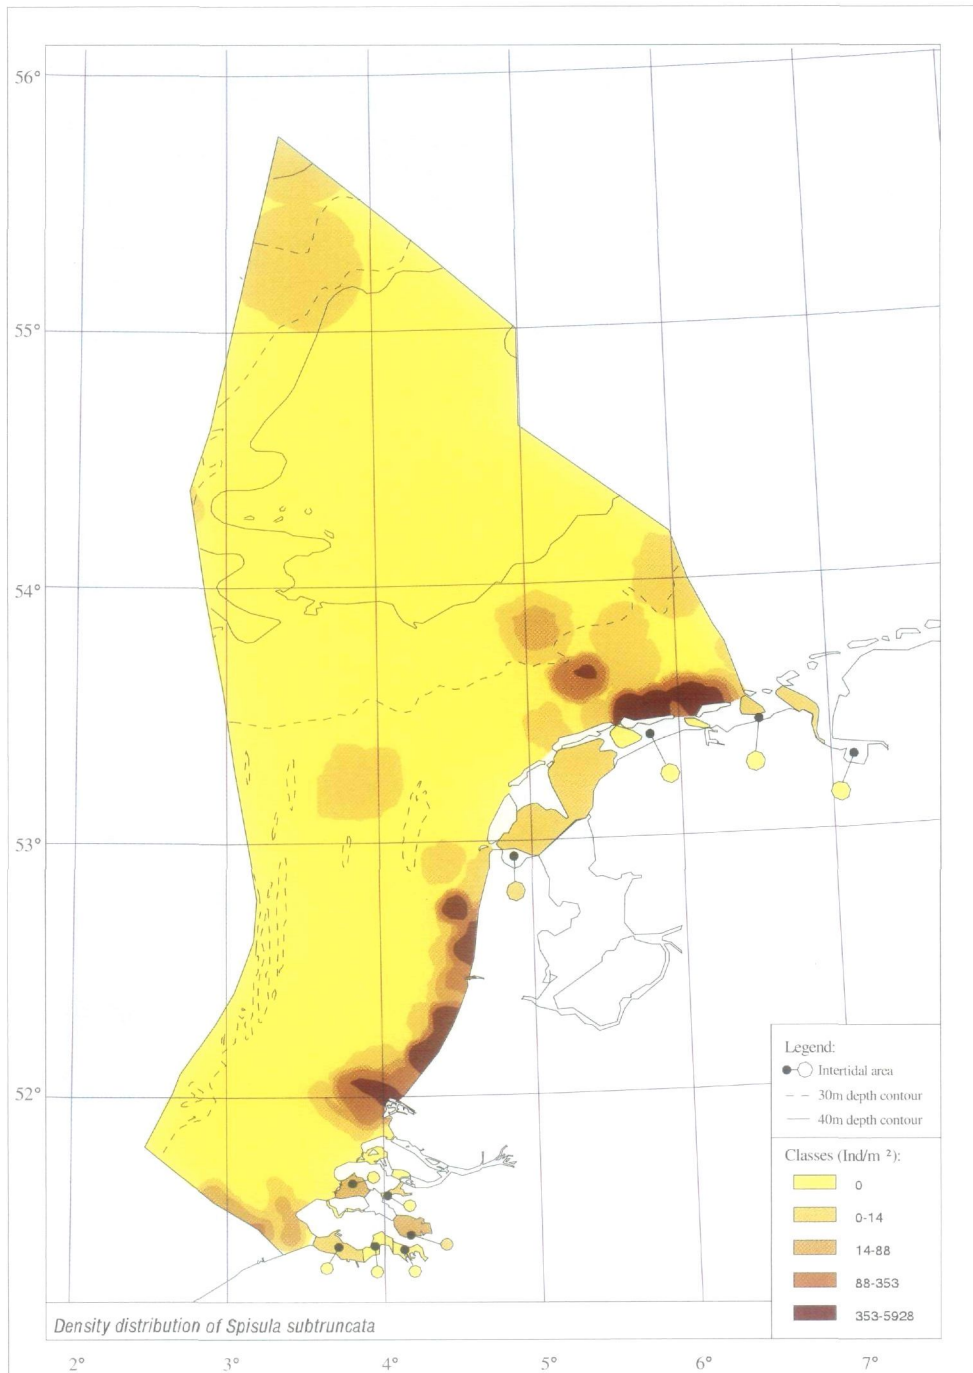 56°
55°
54°
53°
52°
Legend:
Intertidal area
30m depth contour
40m depth contour
Classes (Ind/m ²):
0
0-14
14-88
88-353
353-5928
Density distribution of Spisula subtruncata
2° 3° 4° 5° 6° 7°